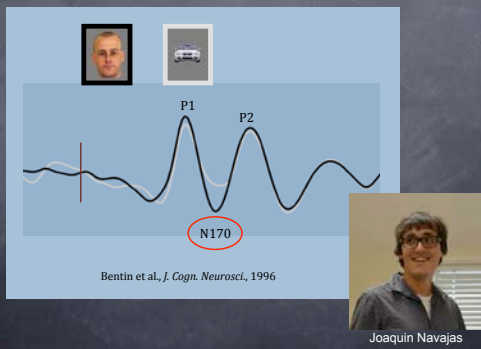 P1
P2
N170
Bentin et al., J. Cogn. Neurosci., 1996
Joaquin Navajas